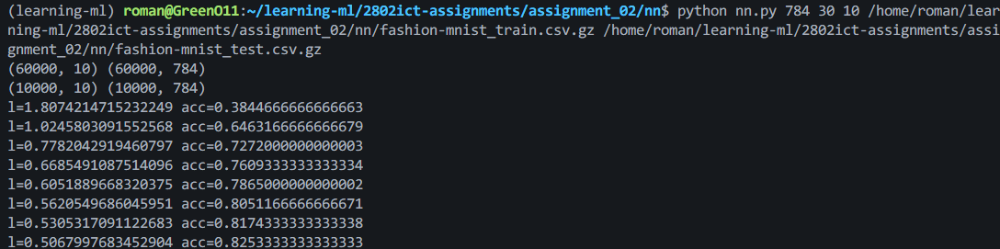 (learning-ml) roman@GreenO11:~/learning-ml/2802ict-assignments/assignment_02/nn$ python nn.py 784 30 10 /home/roman/lear
ning-ml/2802ict-assignments/assignment_02/nn/fashion-mnist_train.csv.gz /home/roman/learning-ml/2802ict-assignments/assi
gnment_02/nn/fashion-mnist_test.csv.gz
(60000, 10) (60000, 784)
(10000, 10) (10000, 784)
l=1.8074214715232249 acc=0.3844666666666663
l=1.0245803091552568 acc=0.6463166666666679
l=0.7782042919460797 acc=0.7272000000000003
l=0.6685491087514096 acc=0.7609333333333334
l=0.6051889668320375 acc=0.7865000000000002
l=0.5620549686045951 acc=0.8051166666666671
l=0.5305317091122683 acc=0.8174333333333338
l=0.5067997683452904 acc=0.8253333333333333